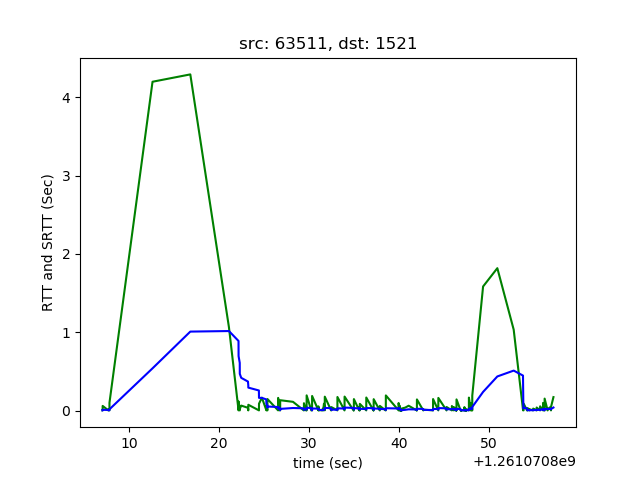 src: 63511, dst: 1521
RTT and SRTT (Sec)
4
3
2
1
0
10 20 30 40 50
time (sec)
+1.2610708e9